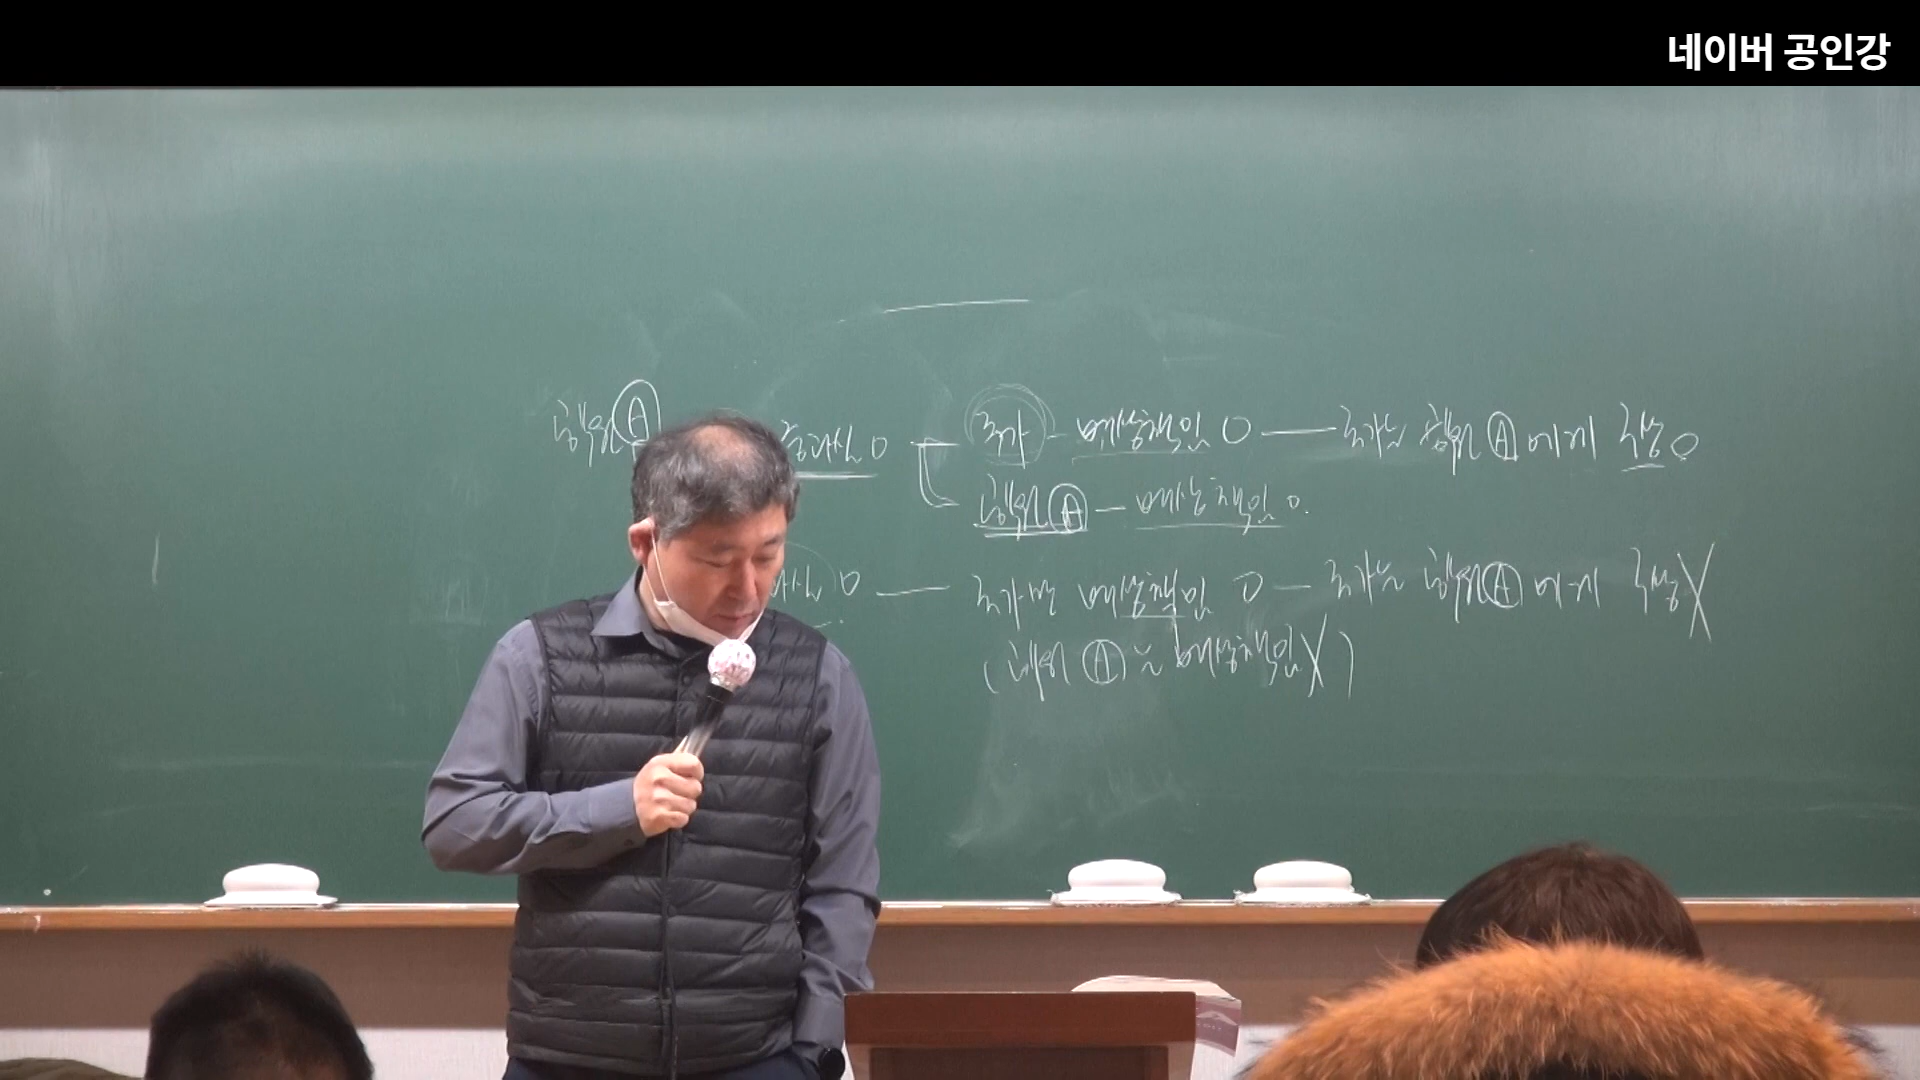 네이버 공인강
공무원 Ⓐ 중과실 O 국가 - 배상책임 O — 국가는 공무원 Ⓐ에게 구상 O
공무원 Ⓐ — 배상책임 O.
과실 O — 국가만 배상책임 O — 국가는 공무원 Ⓐ에게 구상 X
(공무원 Ⓐ는 배상책임 X)